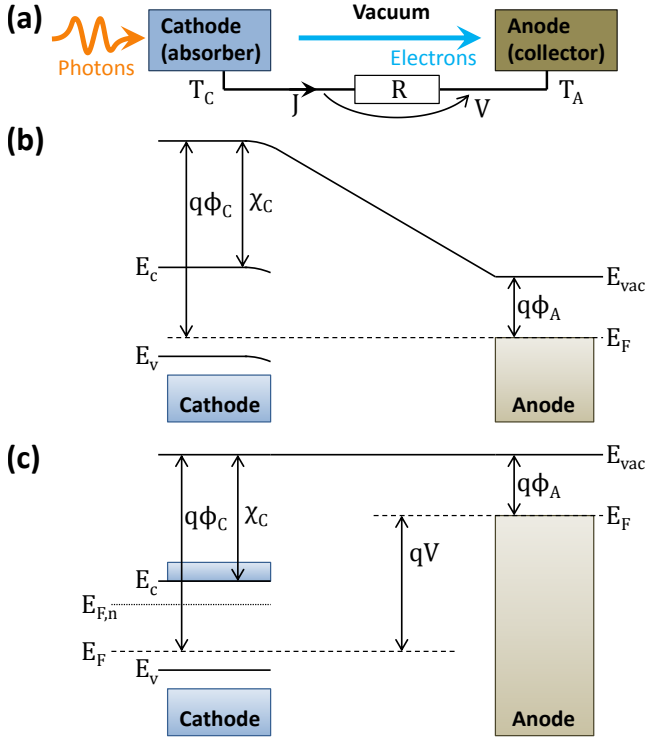 (a)
Photons
Cathode
(absorber)
Vacuum
Electrons
Anode
(collector)
T_C
J
R
V
T_A
(b)
qϕ_C
χ_C
E_c
E_vac
qϕ_A
E_F
E_v
Cathode
Anode
(c)
E_vac
qϕ_C
χ_C
qϕ_A
E_F
qV
E_c
E_F,n
E_F
E_v
Cathode
Anode